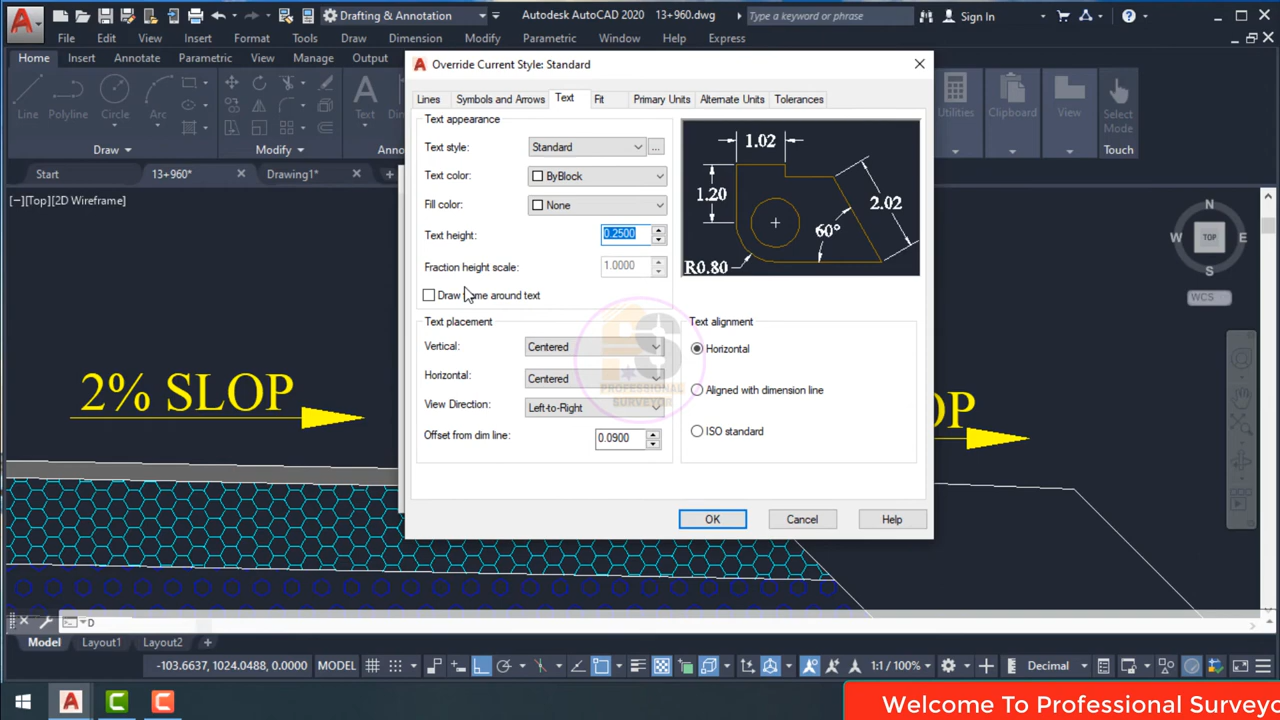 Drafting & Annotation
Autodesk AutoCAD 2020 13+960.dwg
Type a keyword or phrase
Sign In
File Edit View Insert Format Tools Draw Dimension Modify Parametric Window Help Express
Home Insert Annotate Parametric View Manage Output
Line Polyline Circle Arc
Text
Utilities Clipboard View Select
Mode
Draw Modify
Touch
Start 13+960* Drawing1*
[−][Top][2D Wireframe]
Override Current Style: Standard
Lines Symbols and Arrows Text Fit Primary Units Alternate Units Tolerances
Text appearance
Text style: Standard
Text color: ByBlock
Fill color: None
Text height: 0.2500
Fraction height scale: 1.0000
Draw frame around text
1.02
1.20
2.02
60°
R0.80
Text placement
Vertical: Centered
Horizontal: Centered
View Direction: Left-to-Right
Offset from dim line: 0.0900
Text alignment
Horizontal
Aligned with dimension line
ISO standard
PS
PROFESSIONAL
SURVEYOR
OK Cancel Help
N
W TOP E
S
WCS
2% SLOP
OP
D
Model Layout1 Layout2 +
-103.6637, 1024.0488, 0.0000 MODEL
1:1 / 100%
Decimal
Welcome To Professional Surveyo